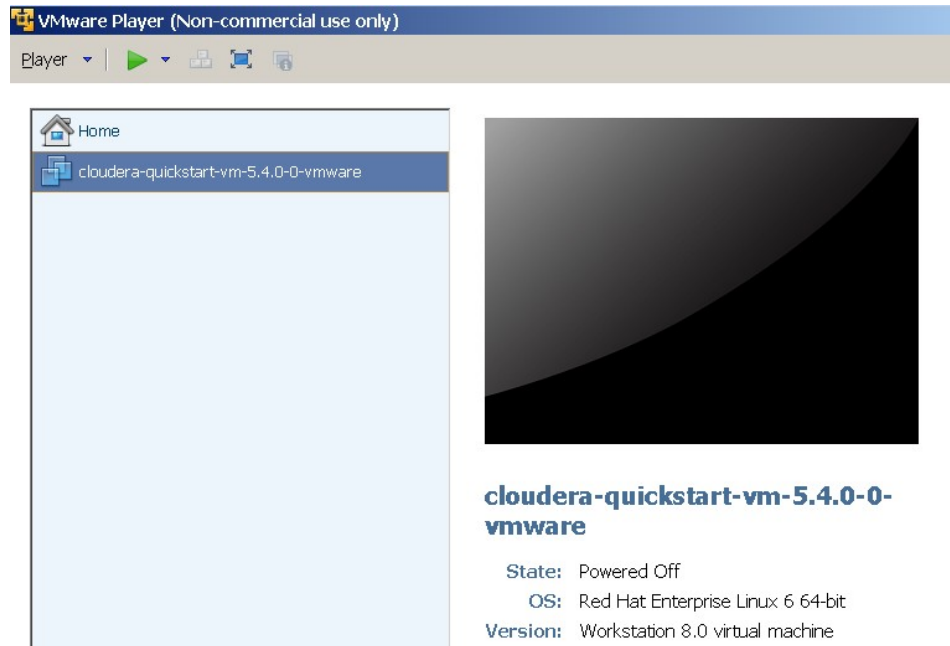 VMware Player (Non-commercial use only)
Player
Home
cloudera-quickstart-vm-5.4.0-0-vmware
cloudera-quickstart-vm-5.4.0-0-
vmware
State: Powered Off
OS: Red Hat Enterprise Linux 6 64-bit
Version: Workstation 8.0 virtual machine